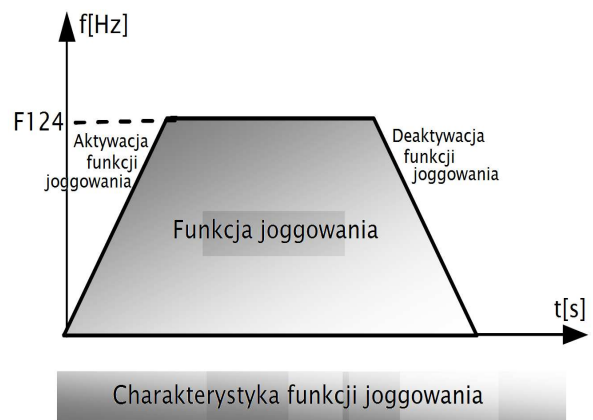 f[Hz]
F124
Aktywacja
funkcji
joggowania
Deaktywacja
funkcji
joggowania
Funkcja joggowania
t[s]
Charakterystyka funkcji joggowania